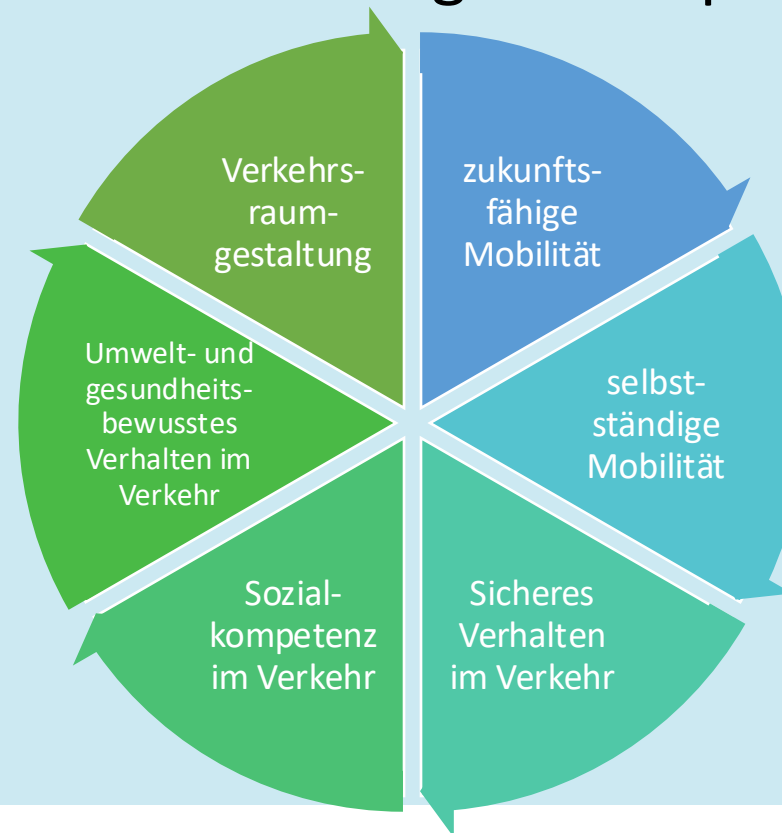 zukunfts-
fähige
Mobilität
selbst-
ständige
Mobilität
Sicheres
Verhalten
im Verkehr
Sozial-
kompetenz
im Verkehr
Umwelt- und
gesundheits-
bewusstes
Verhalten im
Verkehr
Verkehrs-
raum-
gestaltung